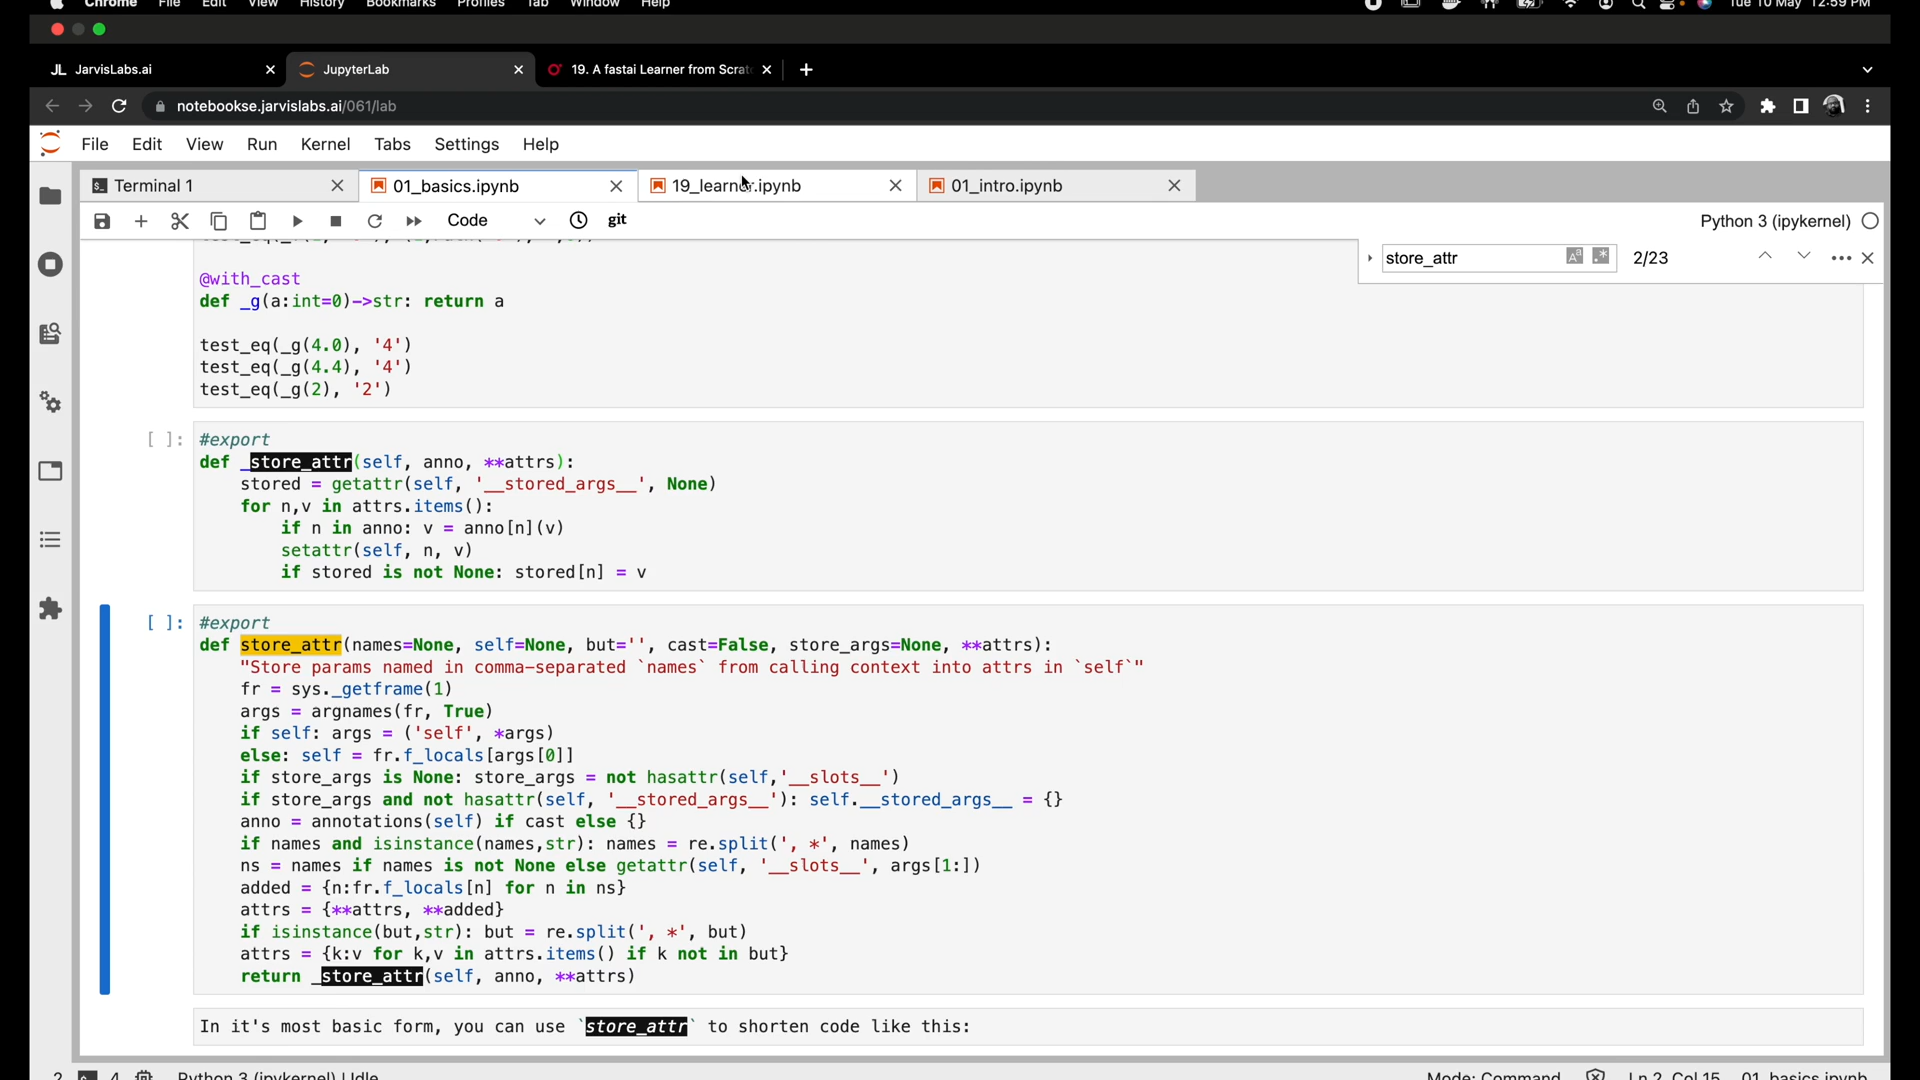 Chrome File Edit View History Bookmarks Profiles Tab Window Help Tue 10 May 12:59 PM
JL JarvisLabs.ai JupyterLab 19. A fastai Learner from Scrat
notebookse.jarvislabs.ai/061/lab
File Edit View Run Kernel Tabs Settings Help
Terminal 1 01_basics.ipynb 19_learner.ipynb 01_intro.ipynb
Code git Python 3 (ipykernel)
store_attr 2/23
@with_cast
def _g(a:int=0)->str: return a
test_eq(_g(4.0), '4')
test_eq(_g(4.4), '4')
test_eq(_g(2), '2')
[ ]: #export
def _store_attr(self, anno, **attrs):
stored = getattr(self, '__stored_args__', None)
for n,v in attrs.items():
if n in anno: v = anno[n](v)
setattr(self, n, v)
if stored is not None: stored[n] = v
[ ]: #export
def store_attr(names=None, self=None, but='', cast=False, store_args=None, **attrs):
"Store params named in comma-separated `names` from calling context into attrs in `self`"
fr = sys._getframe(1)
args = argnames(fr, True)
if self: args = ('self', *args)
else: self = fr.f_locals[args[0]]
if store_args is None: store_args = not hasattr(self,'__slots__')
if store_args and not hasattr(self, '__stored_args__'): self.__stored_args__ = {}
anno = annotations(self) if cast else {}
if names and isinstance(names,str): names = re.split(', *', names)
ns = names if names is not None else getattr(self, '__slots__', args[1:])
added = {n:fr.f_locals[n] for n in ns}
attrs = {**attrs, **added}
if isinstance(but,str): but = re.split(', *', but)
attrs = {k:v for k,v in attrs.items() if k not in but}
return _store_attr(self, anno, **attrs)
In it's most basic form, you can use `store_attr` to shorten code like this:
2 4 Python 3 (ipykernel) | Idle Mode: Command Ln 2, Col 15 01_basics.ipynb